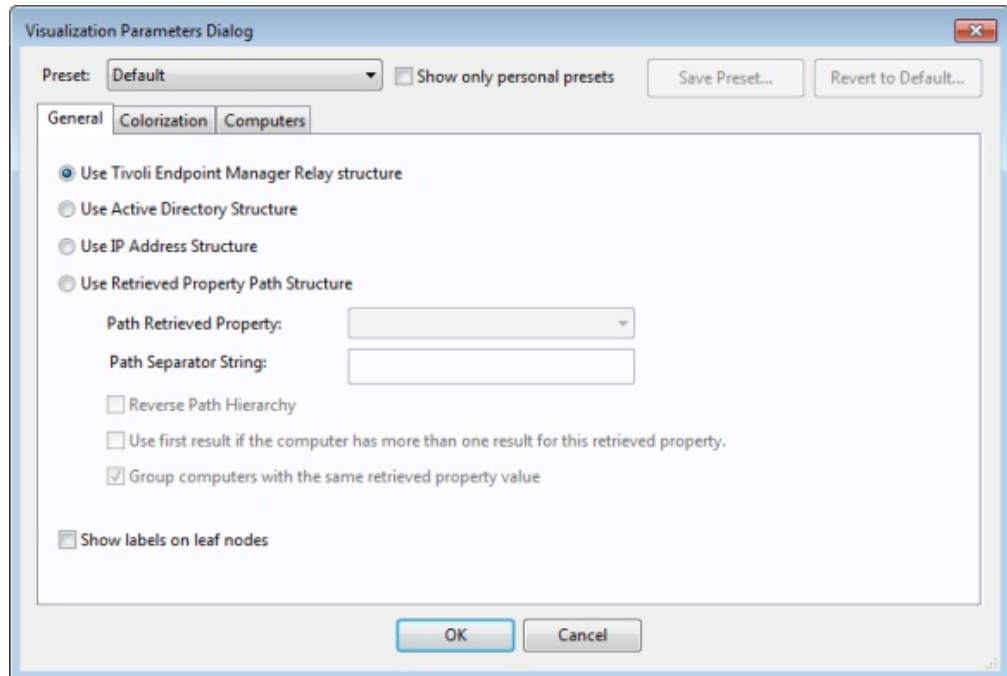 Visualization Parameters Dialog
Preset: Default Show only personal presets Save Preset... Revert to Default...
General Colorization Computers
Use Tivoli Endpoint Manager Relay structure
Use Active Directory Structure
Use IP Address Structure
Use Retrieved Property Path Structure
Path Retrieved Property:
Path Separator String:
Reverse Path Hierarchy
Use first result if the computer has more than one result for this retrieved property.
Group computers with the same retrieved property value
Show labels on leaf nodes
OK Cancel